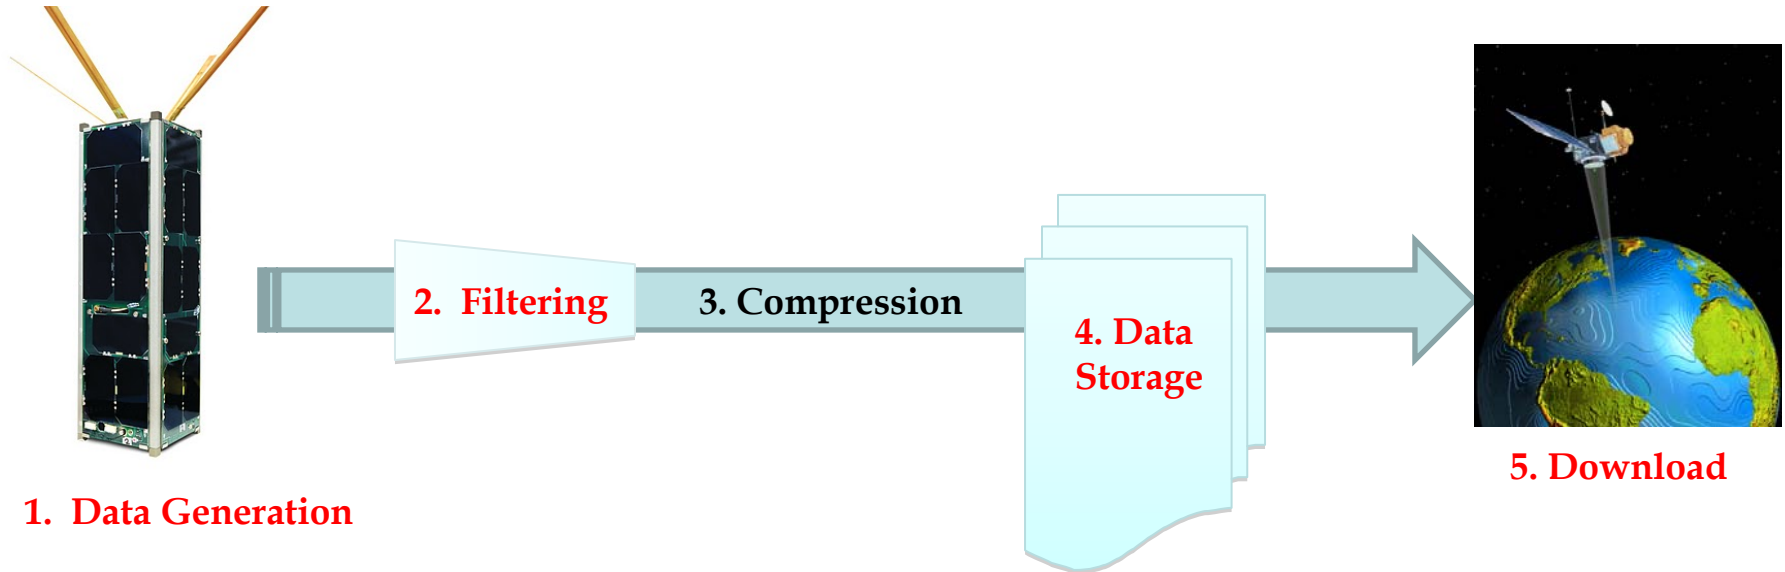 1. Data Generation
2. Filtering
3. Compression
4. Data
Storage
5. Download